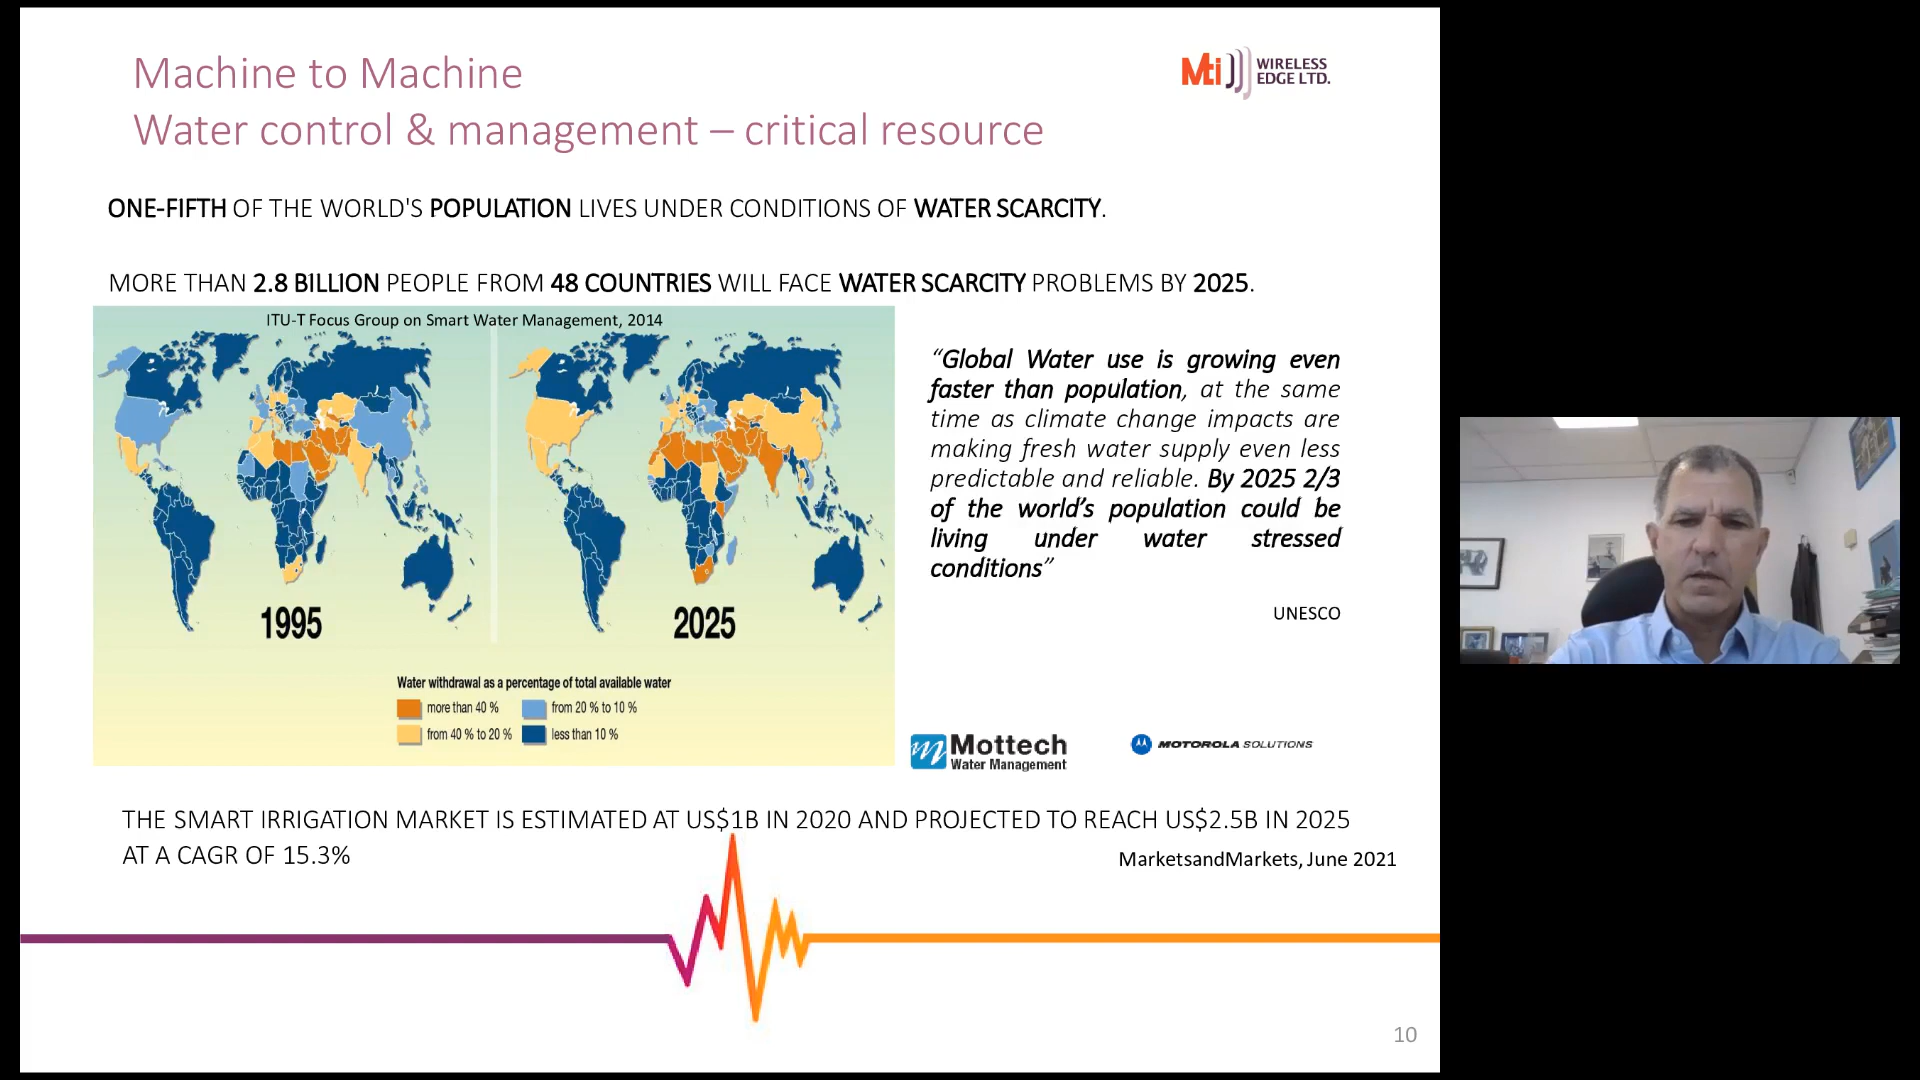 Machine to Machine
Water control & management – critical resource
Mti WIRELESS
EDGE LTD.
ONE-FIFTH OF THE WORLD'S POPULATION LIVES UNDER CONDITIONS OF WATER SCARCITY.
MORE THAN 2.8 BILLION PEOPLE FROM 48 COUNTRIES WILL FACE WATER SCARCITY PROBLEMS BY 2025.
ITU-T Focus Group on Smart Water Management, 2014
1995
2025
Water withdrawal as a percentage of total available water
more than 40 %
from 20 % to 10 %
from 40 % to 20 %
less than 10 %
“Global Water use is growing even
faster than population, at the same
time as climate change impacts are
making fresh water supply even less
predictable and reliable. By 2025 2/3
of the world’s population could be
living under water stressed
conditions”
UNESCO
m Mottech
Water Management
MOTOROLA SOLUTIONS
THE SMART IRRIGATION MARKET IS ESTIMATED AT US$1B IN 2020 AND PROJECTED TO REACH US$2.5B IN 2025
AT A CAGR OF 15.3%
MarketsandMarkets, June 2021
10